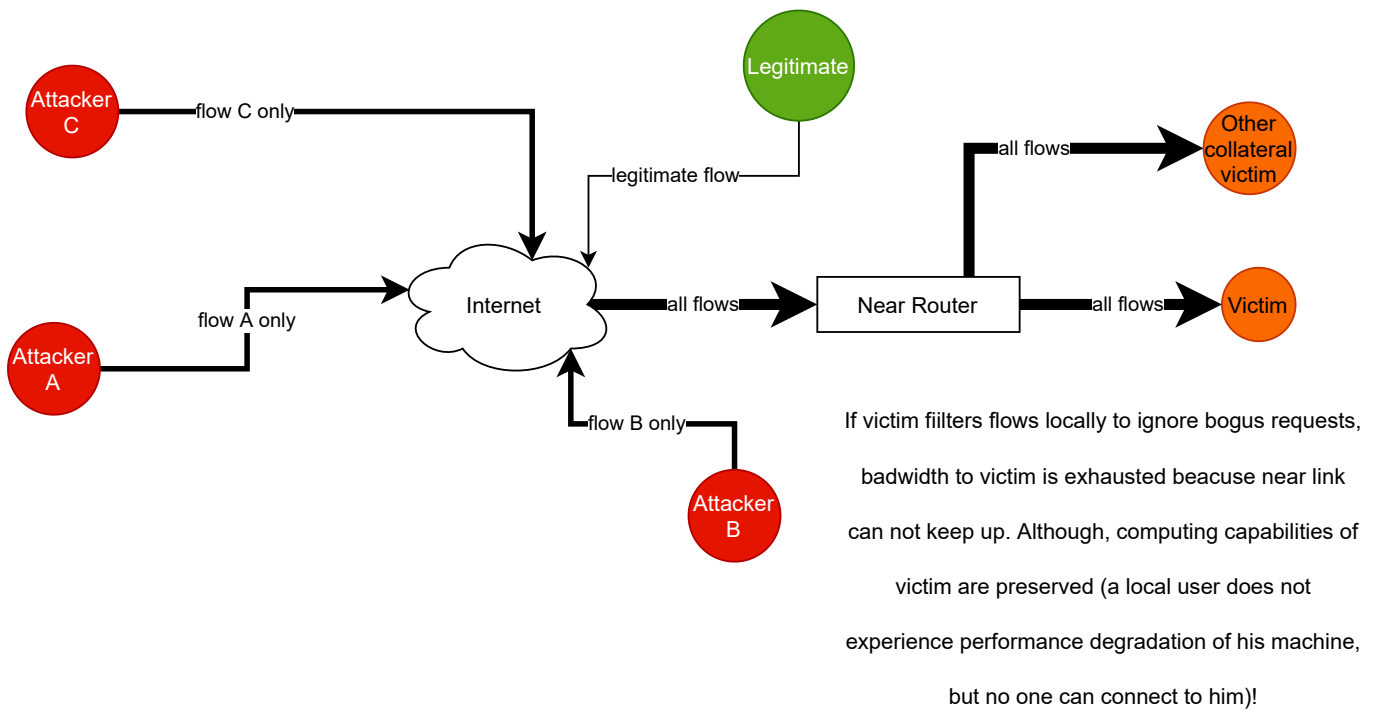 Legitimate
Attacker
C
flow C only
Other
collateral
victim
all flows
legitimate flow
Internet
all flows
Near Router
all flows
Victim
flow A only
Attacker
A
flow B only
Attacker
B
If victim fiilters flows locally to ignore bogus requests,
badwidth to victim is exhausted beacuse near link
can not keep up. Although, computing capabilities of
victim are preserved (a local user does not
experience performance degradation of his machine,
but no one can connect to him)!